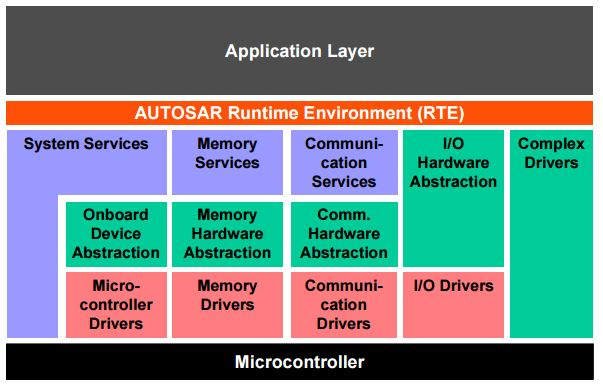 Application Layer
AUTOSAR Runtime Environment (RTE)
System Services
Memory
Services
Communi-
cation
Services
I/O
Hardware
Abstraction
Complex
Drivers
Onboard
Device
Abstraction
Memory
Hardware
Abstraction
Comm.
Hardware
Abstraction
Micro-
controller
Drivers
Memory
Drivers
Communi-
cation
Drivers
I/O Drivers
Microcontroller